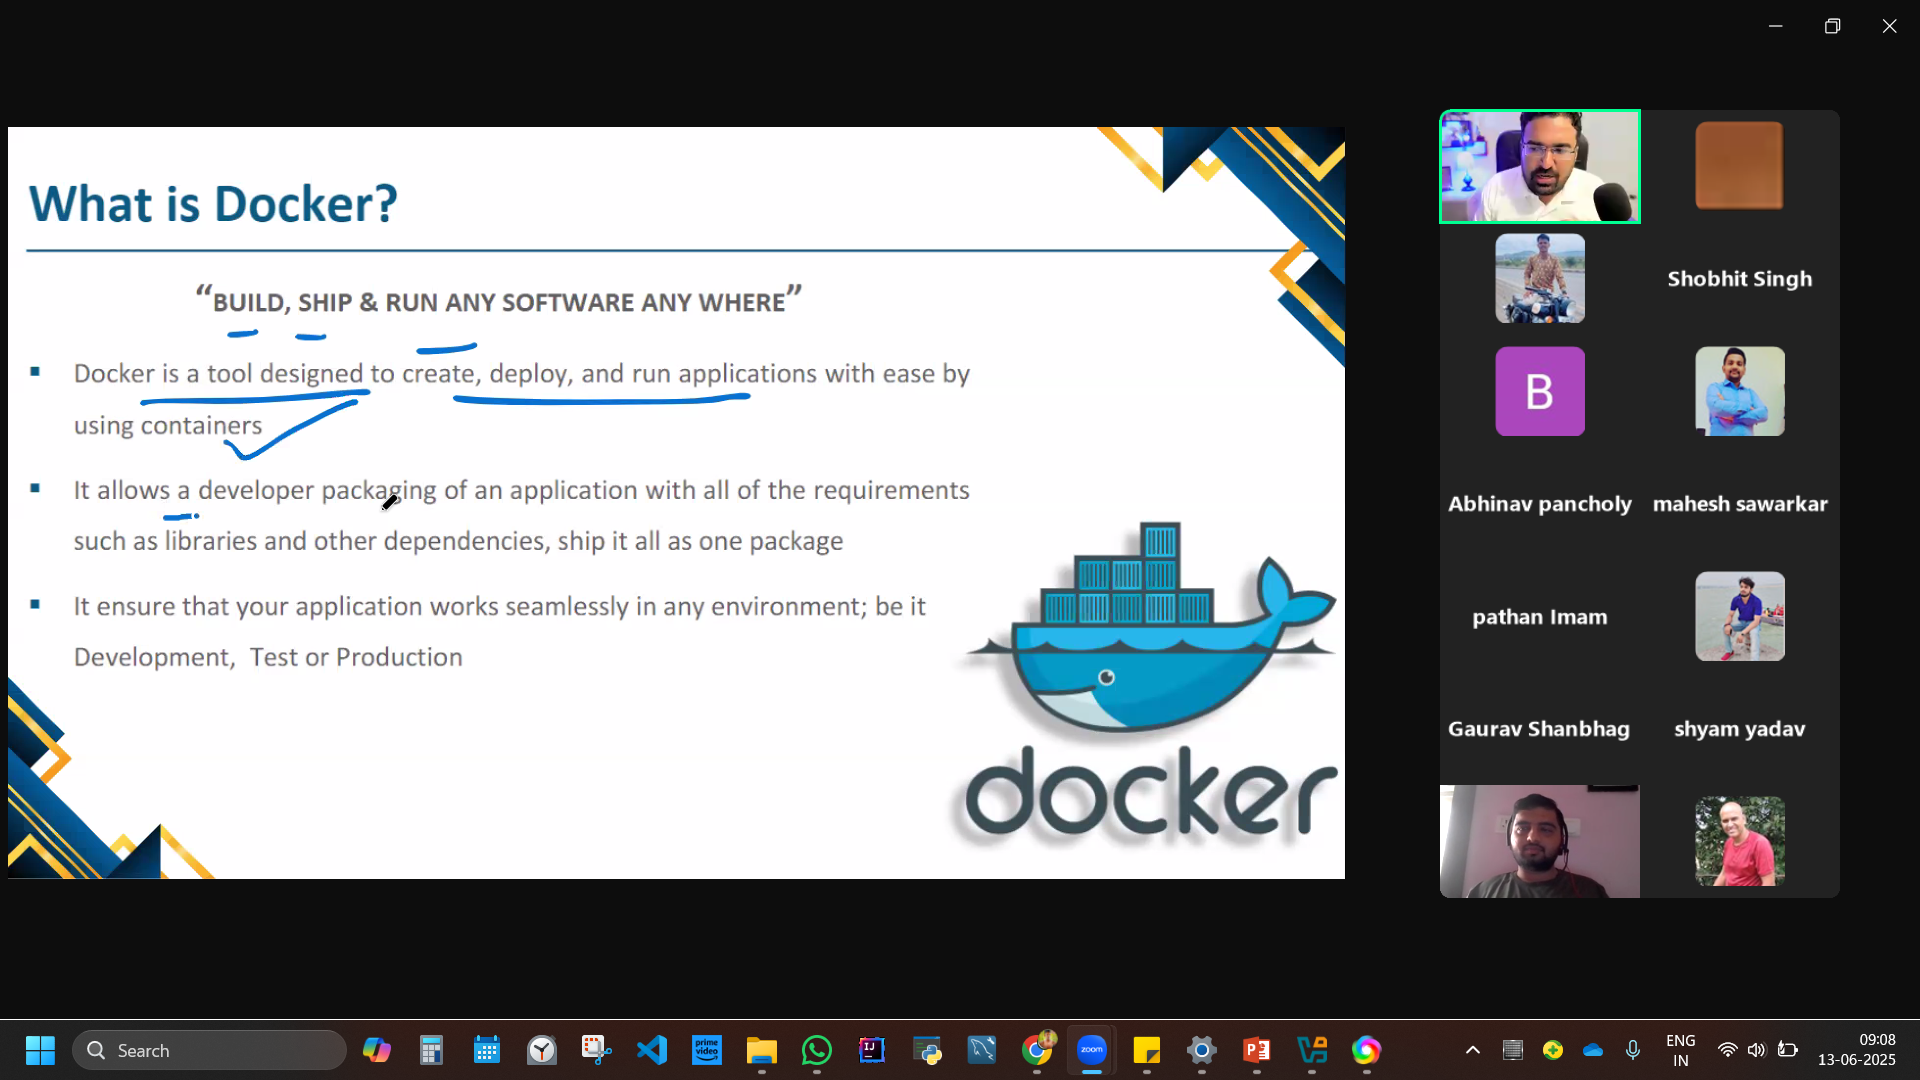 What is Docker?
“BUILD, SHIP & RUN ANY SOFTWARE ANY WHERE”
▪ Docker is a tool designed to create, deploy, and run applications with ease by
using containers
▪ It allows a developer packaging of an application with all of the requirements
such as libraries and other dependencies, ship it all as one package
▪ It ensure that your application works seamlessly in any environment; be it
Development, Test or Production
docker
Shobhit Singh
B
Abhinav pancholy
mahesh sawarkar
pathan Imam
Gaurav Shanbhag
shyam yadav
Search
prime video
IJ
zoom
ENG
IN
09:08
13-06-2025